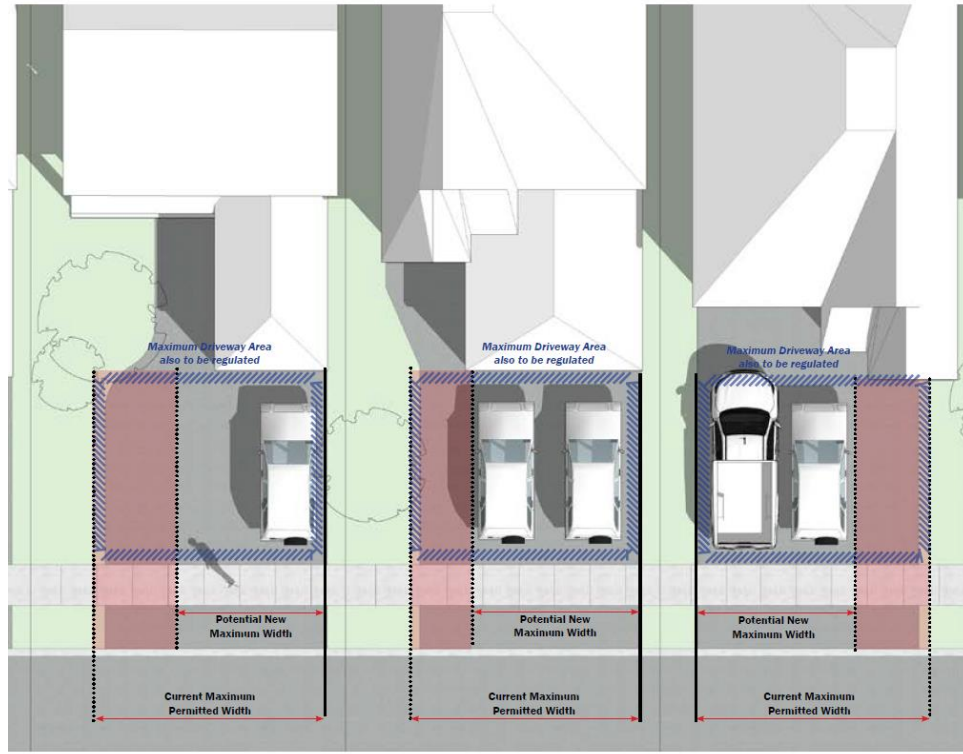 Maximum Driveway Area
also to be regulated
Maximum Driveway Area
also to be regulated
Maximum Driveway Area
also to be regulated
Potential New
Maximum Width
Potential New
Maximum Width
Potential New
Maximum Width
Current Maximum
Permitted Width
Current Maximum
Permitted Width
Current Maximum
Permitted Width